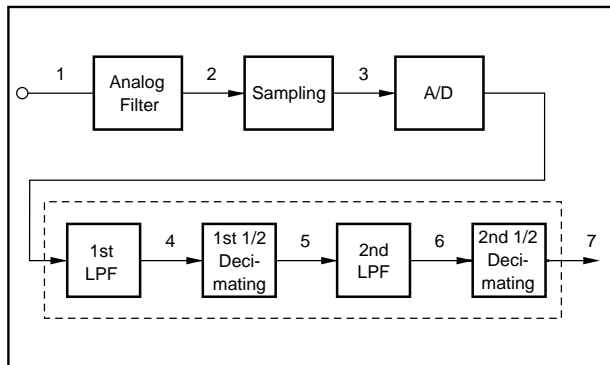 1
Analog
Filter
2
Sampling
3
A/D
1st
LPF
4
1st 1/2
Deci-
mating
5
2nd
LPF
6
2nd 1/2
Deci-
mating
7